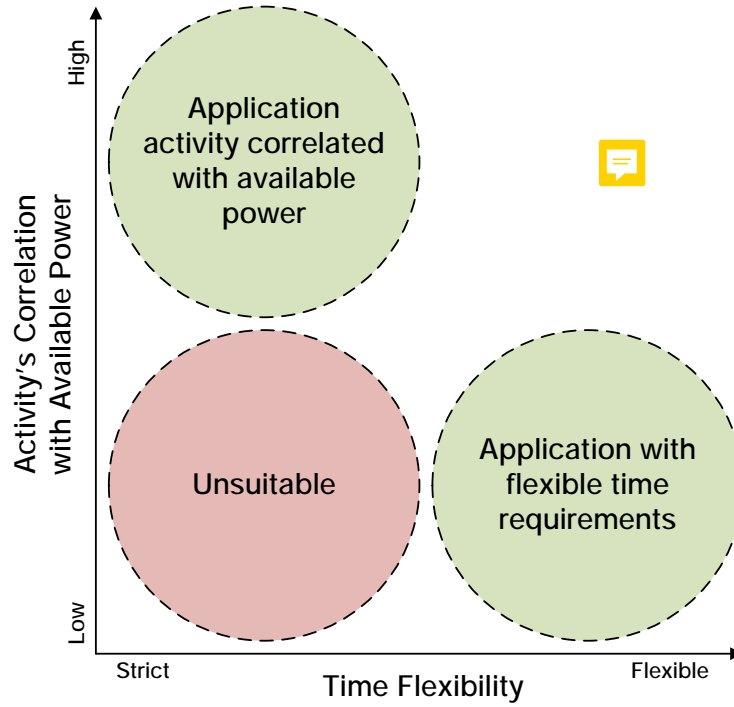 High
Application
activity correlated
with available
power
Activity's Correlation
with Available Power
Unsuitable
Application with
flexible time
requirements
Low
Strict
Flexible
Time Flexibility